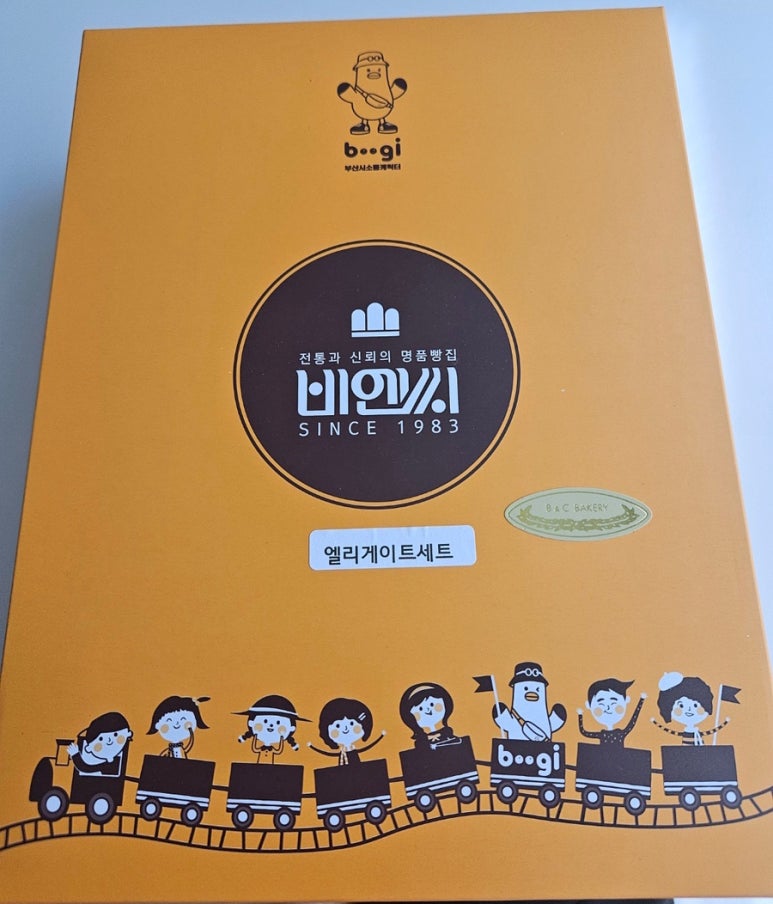 b••gi
부산시소통캐릭터
전통과 신뢰의 명품빵집
비엔씨
SINCE 1983
B & C BAKERY
엘리게이트세트
b••gi